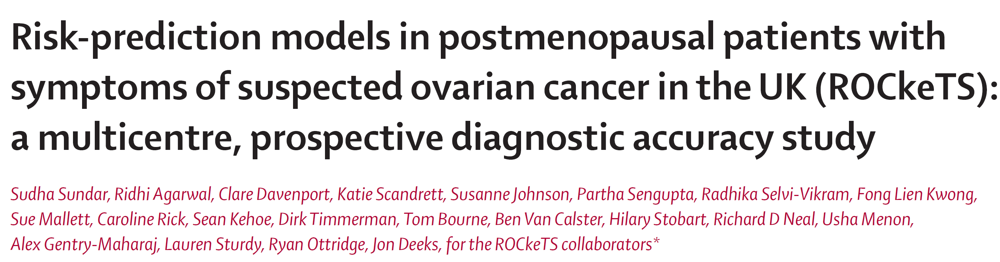 Risk-prediction models in postmenopausal patients with
symptoms of suspected ovarian cancer in the UK (ROCkeTS):
a multicentre, prospective diagnostic accuracy study
Sudha Sundar, Ridhi Agarwal, Clare Davenport, Katie Scandrett, Susanne Johnson, Partha Sengupta, Radhika Selvi-Vikram, Fong Lien Kwong,
Sue Mallett, Caroline Rick, Sean Kehoe, Dirk Timmerman, Tom Bourne, Ben Van Calster, Hilary Stobart, Richard D Neal, Usha Menon,
Alex Gentry-Maharaj, Lauren Sturdy, Ryan Ottridge, Jon Deeks, for the ROCkeTS collaborators*